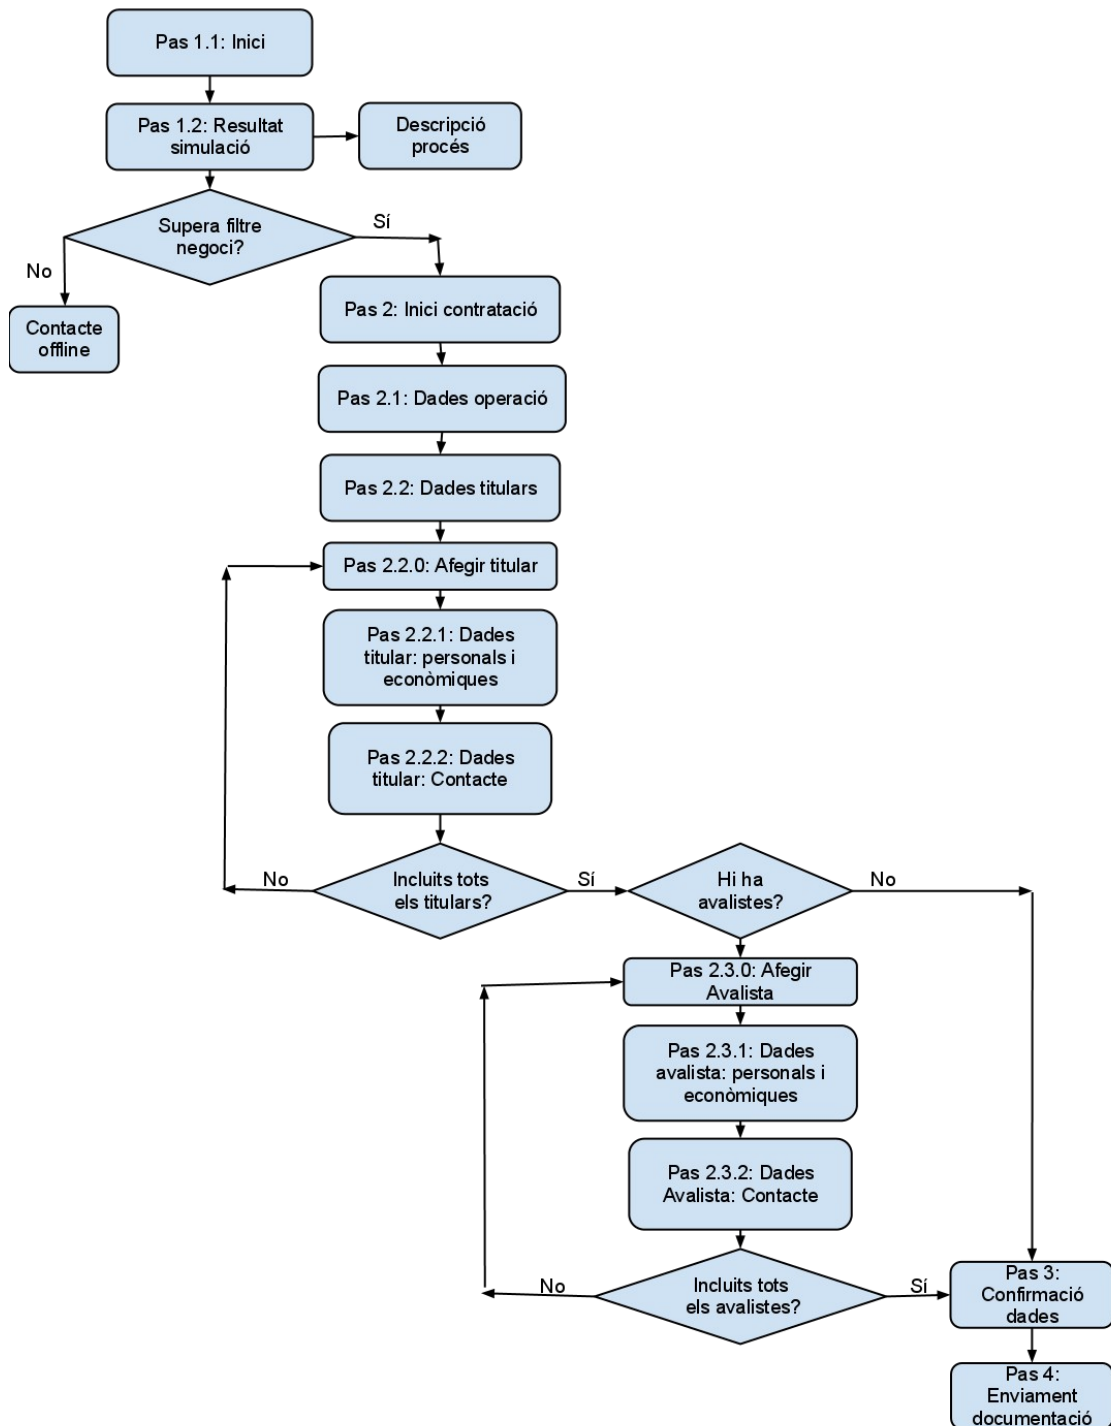 Pas 1.1: Inici
Pas 1.2: Resultat
simulació
Descripció
procés
Supera filtre
negoci?
Sí
No
Contacte
offline
Pas 2: Inici contratació
Pas 2.1: Dades operació
Pas 2.2: Dades titulars
Pas 2.2.0: Afegir titular
Pas 2.2.1: Dades
titular: personals i
econòmiques
Pas 2.2.2: Dades
titular: Contacte
No
Incluits tots
els titulars?
Sí
Hi ha
avalistes?
No
Pas 2.3.0: Afegir
Avalista
Pas 2.3.1: Dades
avalista: personals i
econòmiques
Pas 2.3.2: Dades
Avalista: Contacte
No
Incluits tots
els avalistes?
Sí
Pas 3:
Confirmació
dades
Pas 4:
Enviament
documentació